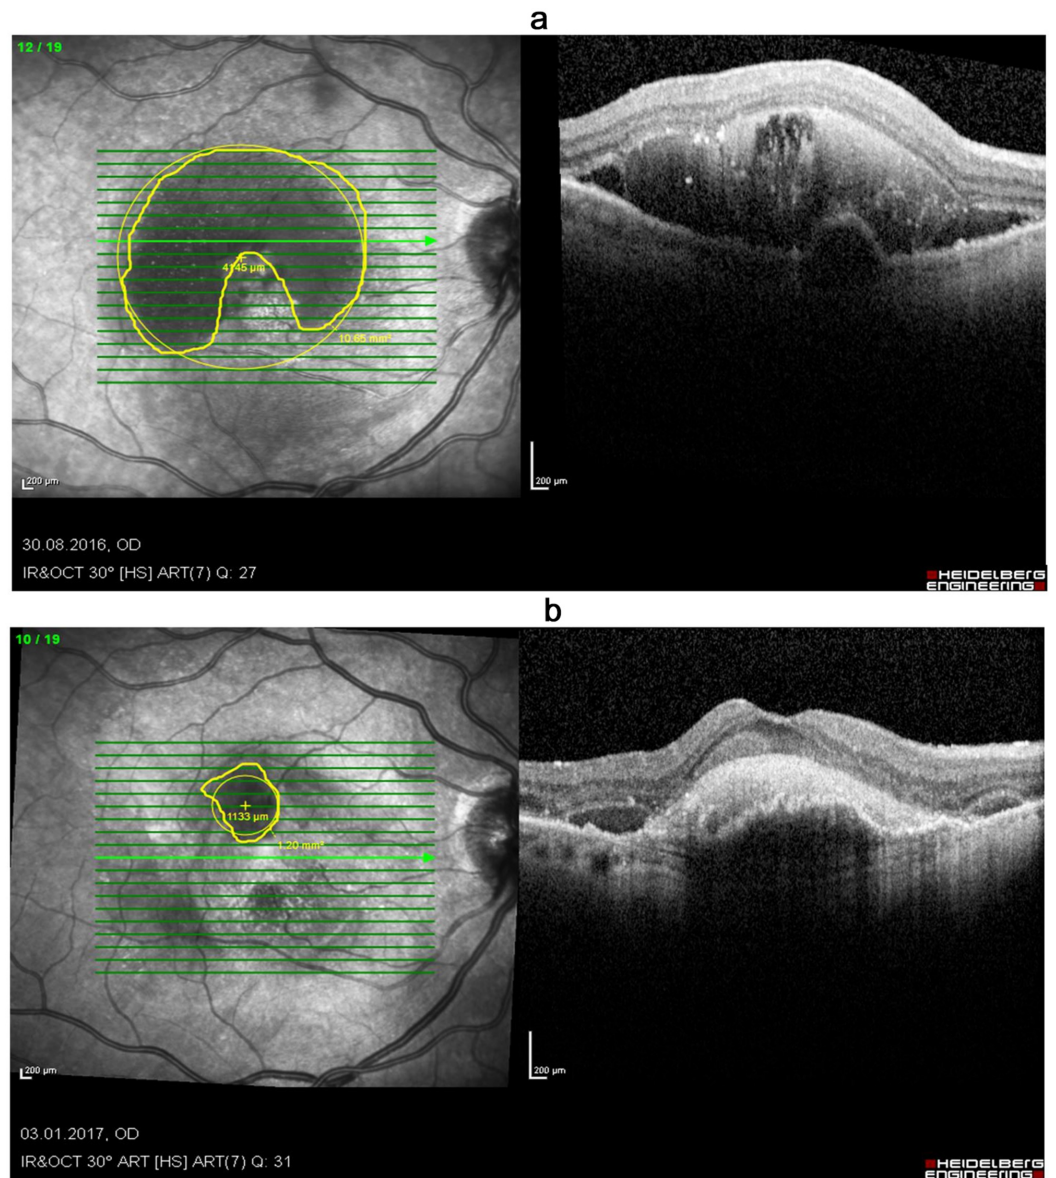 a
12 / 19
4145 µm
10.65 mm²
200 µm
200 µm
30.08.2016, OD
IR&OCT 30° [HS] ART(7) Q: 27
HEIDELBERG
ENGINEERING
b
10 / 19
1133 µm
1.20 mm²
200 µm
200 µm
03.01.2017, OD
IR&OCT 30° ART [HS] ART(7) Q: 31
HEIDELBERG
ENGINEERING